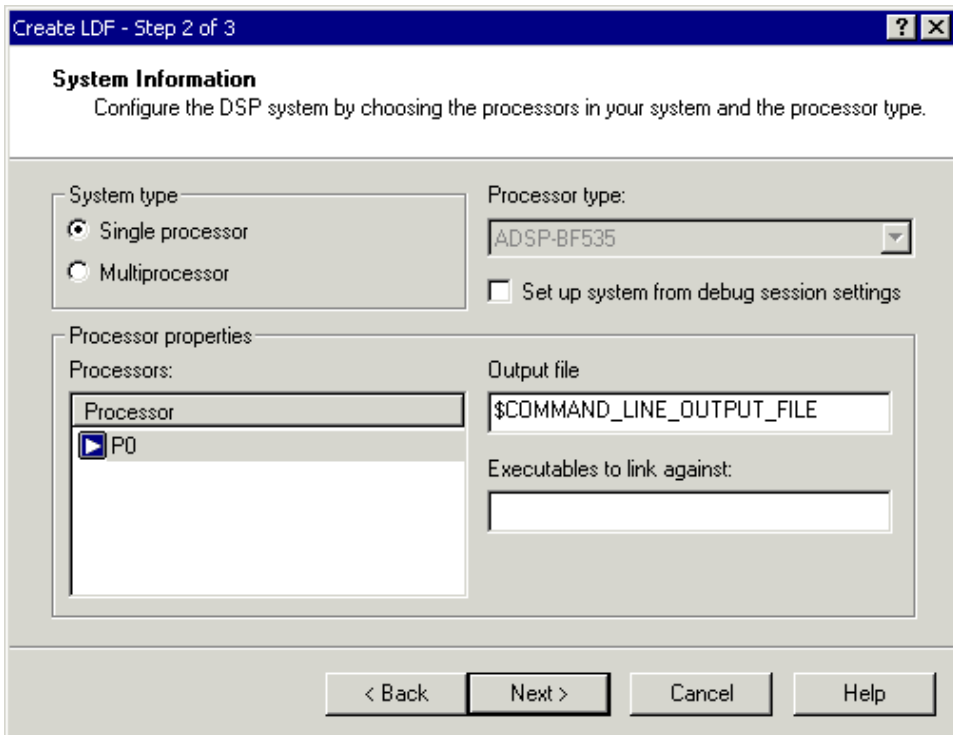 Create LDF - Step 2 of 3
System Information
Configure the DSP system by choosing the processors in your system and the processor type.
System type
Single processor
Multiprocessor
Processor type:
ADSP-BF535
Set up system from debug session settings
Processor properties
Processors:
Processor
P0
Output file
$COMMAND_LINE_OUTPUT_FILE
Executables to link against:
< Back
Next >
Cancel
Help